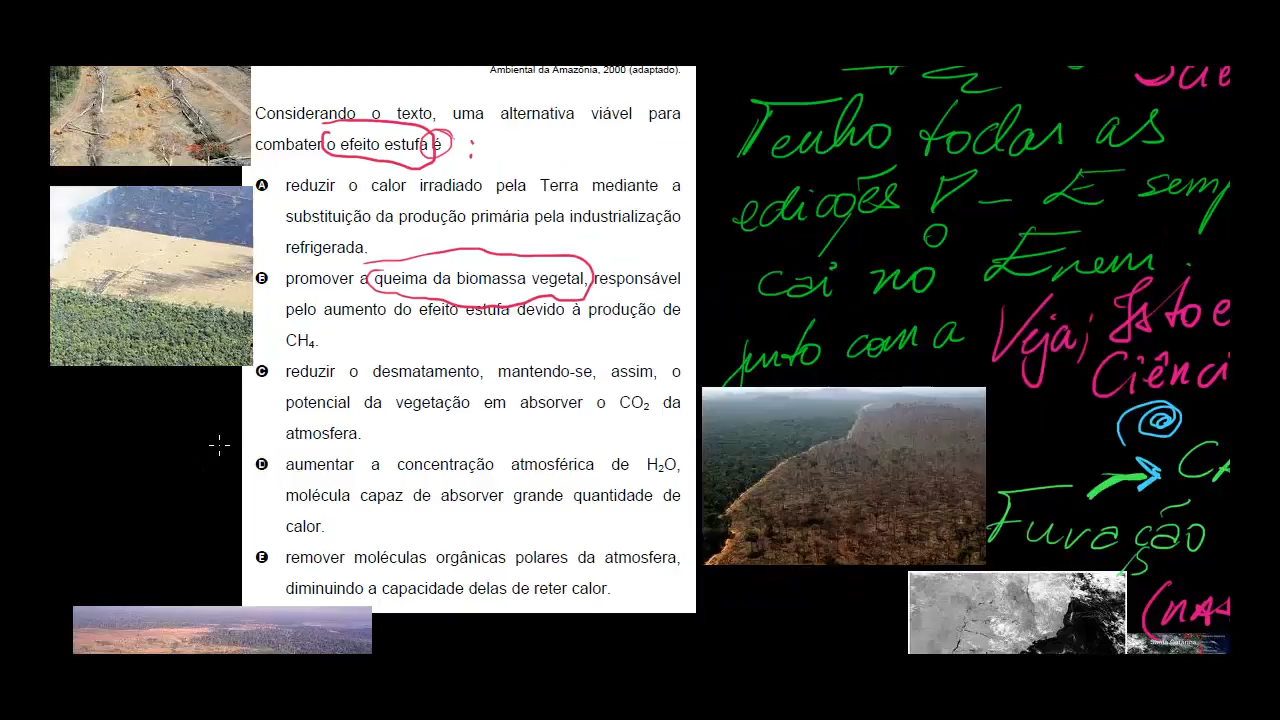 Ambiental da Amazônia, 2000 (adaptado).
Considerando o texto, uma alternativa viável para
combater o efeito estufa é :
A reduzir o calor irradiado pela Terra mediante a
substituição da produção primária pela industrialização
refrigerada.
B promover a queima da biomassa vegetal, responsável
pelo aumento do efeito estufa devido à produção de
CH₄.
C reduzir o desmatamento, mantendo-se, assim, o
potencial da vegetação em absorver o CO₂ da
atmosfera.
D aumentar a concentração atmosférica de H₂O,
molécula capaz de absorver grande quantidade de
calor.
E remover moléculas orgânicas polares da atmosfera,
diminuindo a capacidade delas de reter calor.
Tenho todas as
edições - E semp
cai no Enem.
junto com a Veja; Isto e
Ciênci
Furacão
(NAS
Santa Catarina